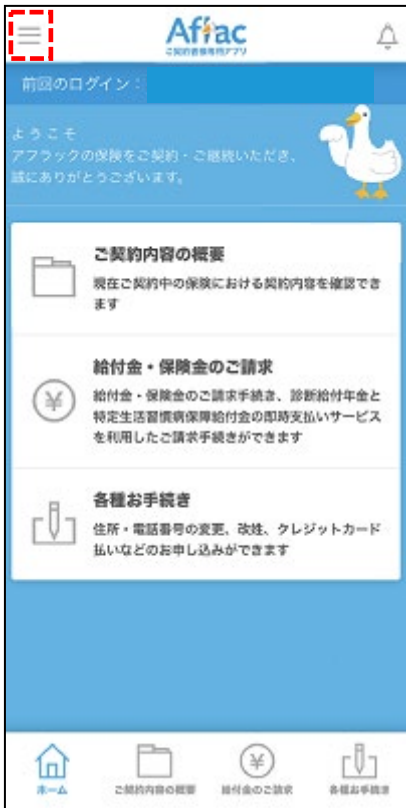 Aflac
ご契約者様専用アプリ
前回のログイン：
ようこそ
アフラックの保険をご契約・ご継続いただき、
誠にありがとうございます。
ご契約内容の概要
現在ご契約中の保険における契約内容を確認でき
ます
給付金・保険金のご請求
給付金・保険金のご請求手続き、診断給付年金と
特定生活習慣病保障給付金の即時支払いサービス
を利用したご請求手続きができます
各種お手続き
住所・電話番号の変更、改姓、クレジットカード
払いなどのお申し込みができます
ホーム
ご契約内容の概要
給付金のご請求
各種お手続き